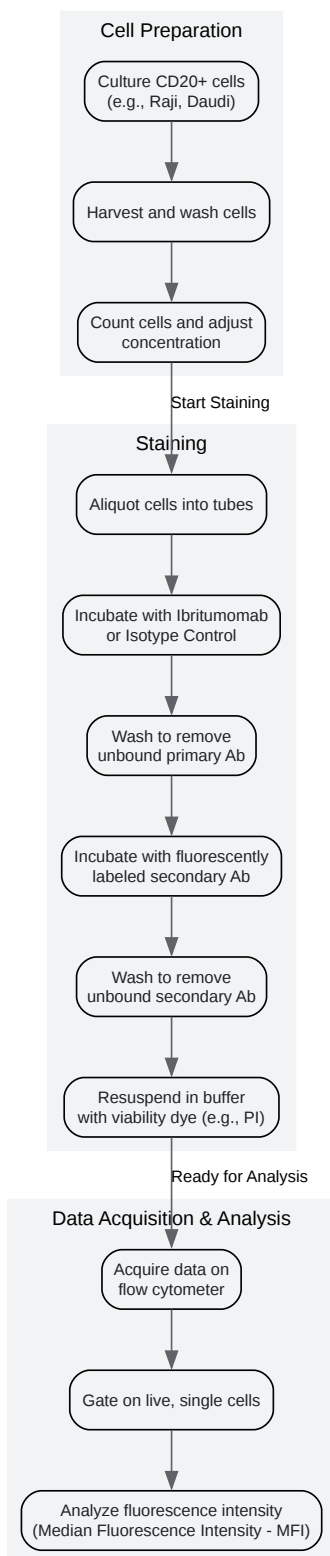 Cell Preparation
Culture CD20+ cells
(e.g., Raji, Daudi)
Harvest and wash cells
Count cells and adjust
concentration
Start Staining
Staining
Aliquot cells into tubes
Incubate with Ibritumomab
or Isotype Control
Wash to remove
unbound primary Ab
Incubate with fluorescently
labeled secondary Ab
Wash to remove
unbound secondary Ab
Resuspend in buffer
with viability dye (e.g., PI)
Ready for Analysis
Data Acquisition & Analysis
Acquire data on
flow cytometer
Gate on live, single cells
Analyze fluorescence intensity
(Median Fluorescence Intensity - MFI)